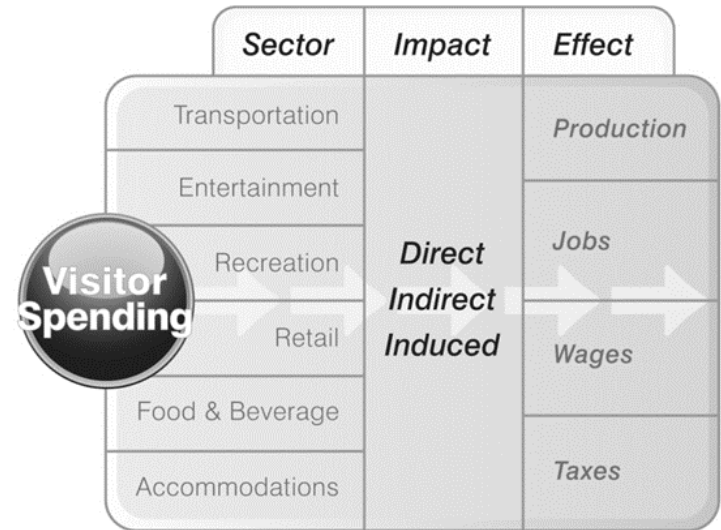 Sector
Impact
Effect
Visitor
Spending
Transportation
Entertainment
Recreation
Retail
Food & Beverage
Accommodations
Direct
Indirect
Induced
Production
Jobs
Wages
Taxes